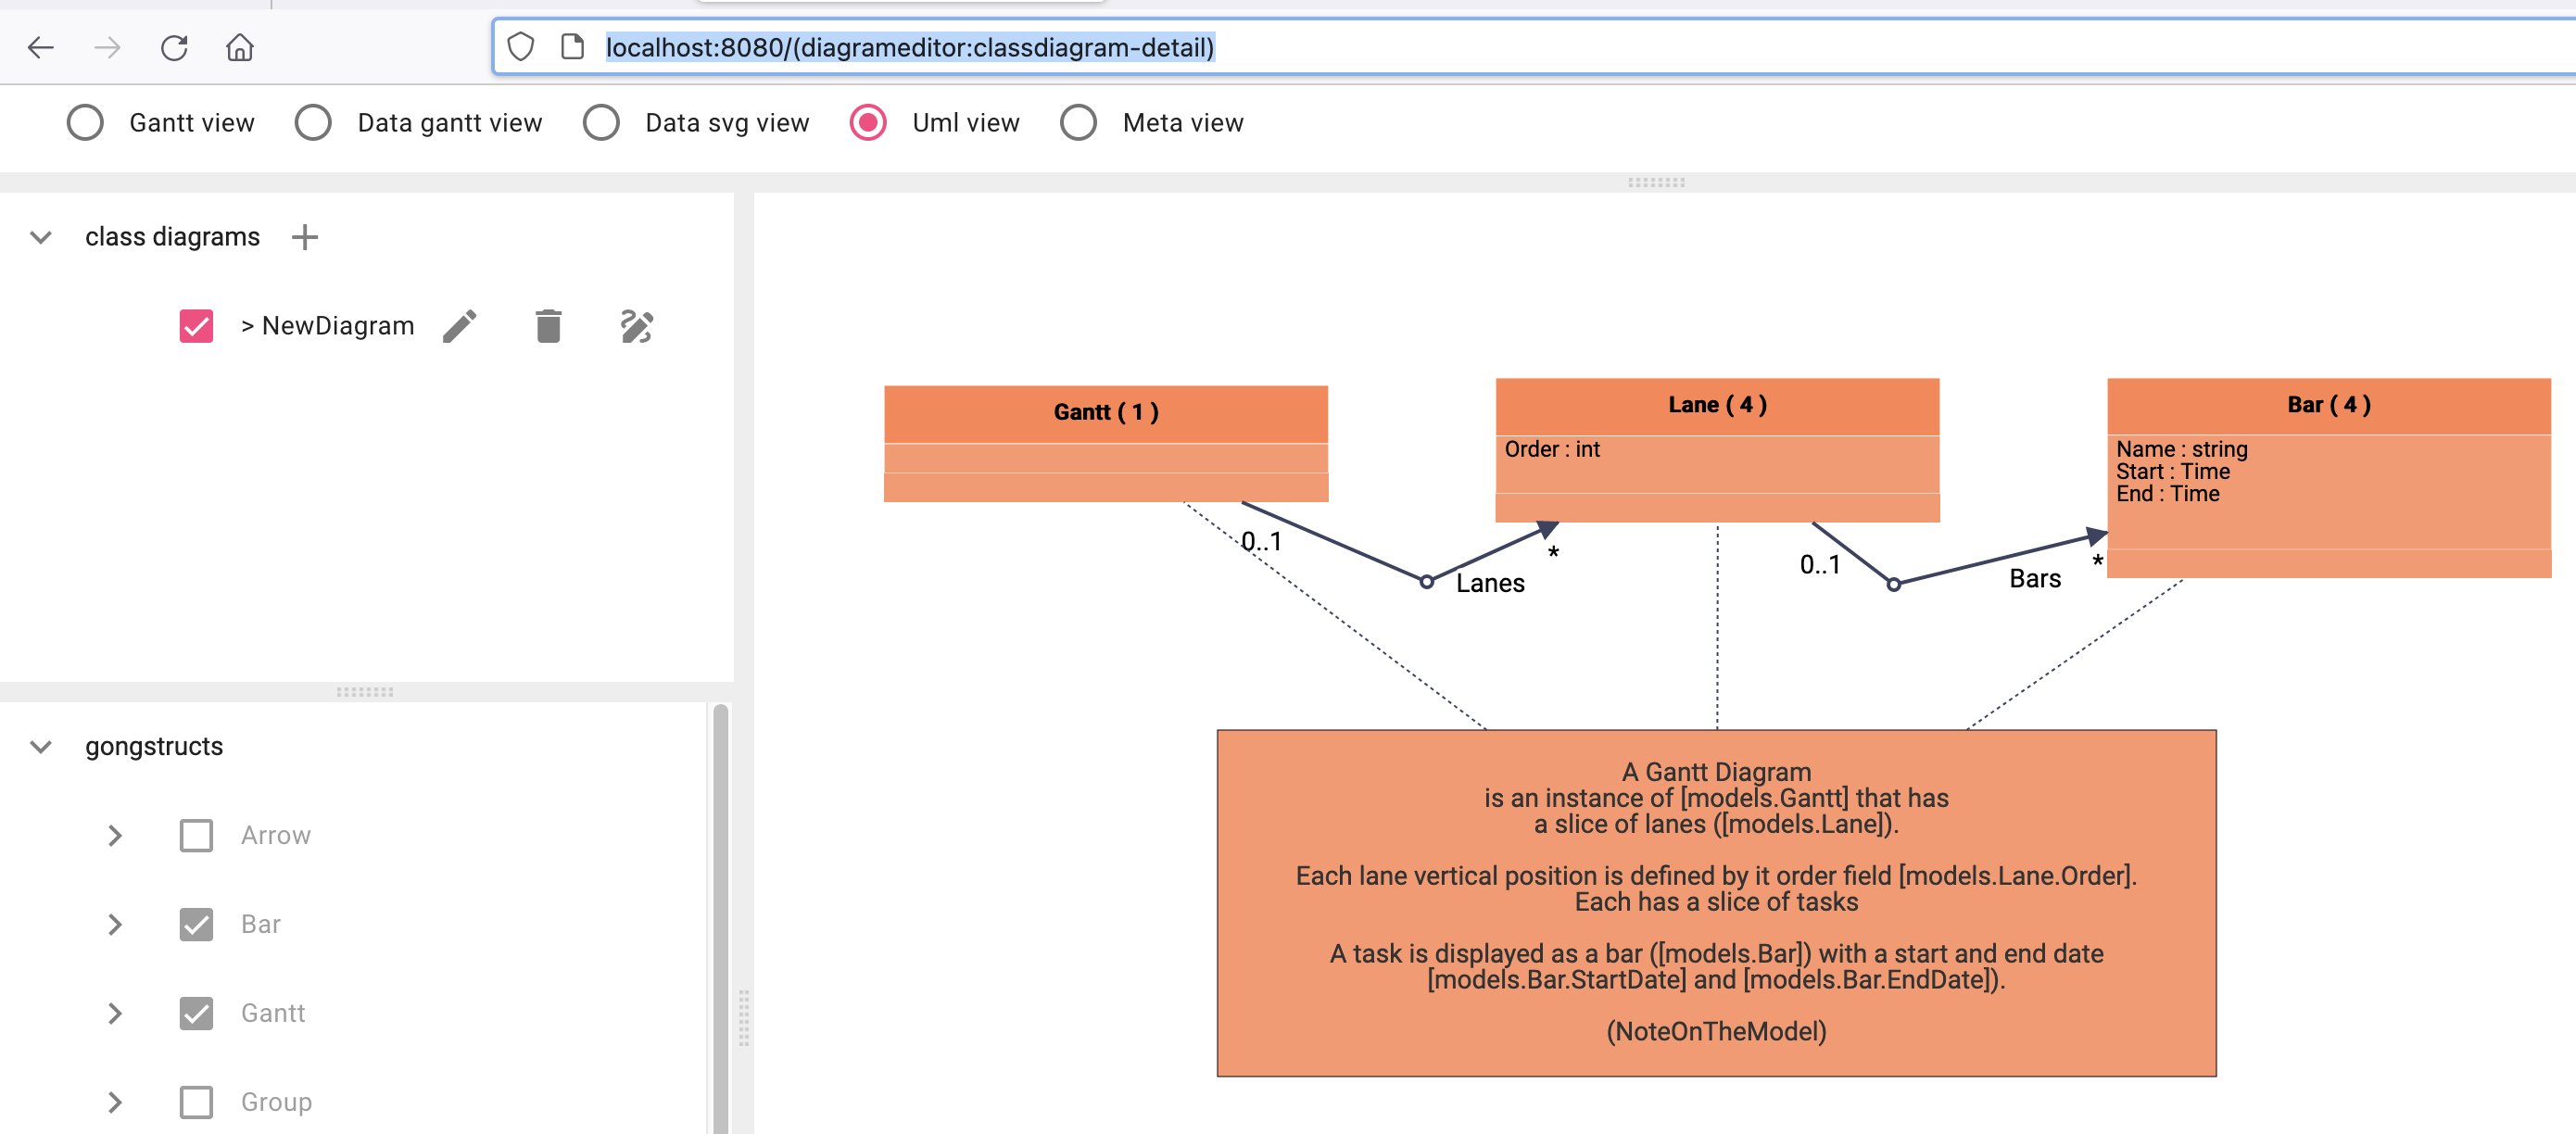 localhost:8080/(diagrameditor:classdiagram-detail)
Gantt view
Data gantt view
Data svg view
Uml view
Meta view
class diagrams
> NewDiagram
gongstructs
Arrow
Bar
Gantt
Group
Gantt ( 1 )
Lane ( 4 )
Order : int
Bar ( 4 )
Name : string
Start : Time
End : Time
0..1
Lanes
*
0..1
Bars
*
A Gantt Diagram
is an instance of [models.Gantt] that has
a slice of lanes ([models.Lane]).
Each lane vertical position is defined by it order field [models.Lane.Order].
Each has a slice of tasks
A task is displayed as a bar ([models.Bar]) with a start and end date
[models.Bar.StartDate] and [models.Bar.EndDate]).
(NoteOnTheModel)